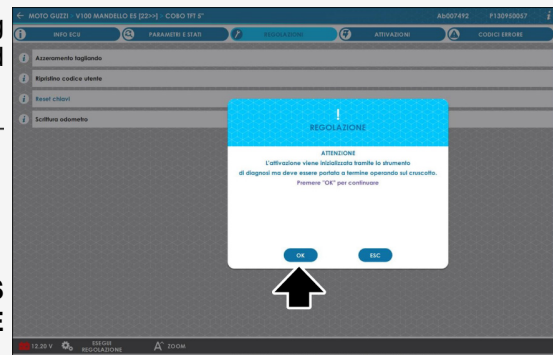 MOTO GUZZI - V100 MANDELLO E5 [22>>] - COBO TFT 5"
Ab007492
P130950057
INFO ECU
PARAMETRI E STATI
REGOLAZIONE
ATTIVAZIONI
CODICI ERRORE
Azzeramento tagliando
Ripristino codice utente
Reset chiavi
Scrittura odometro
!
REGOLAZIONE
ATTENZIONE
L'attivazione viene inizializzata tramite lo strumento
di diagnosi ma deve essere portata a termine operando sul cruscotto.
Premere "OK" per continuare
OK
ESC
12.20 V
ESEGUI
REGOLAZIONE
ZOOM